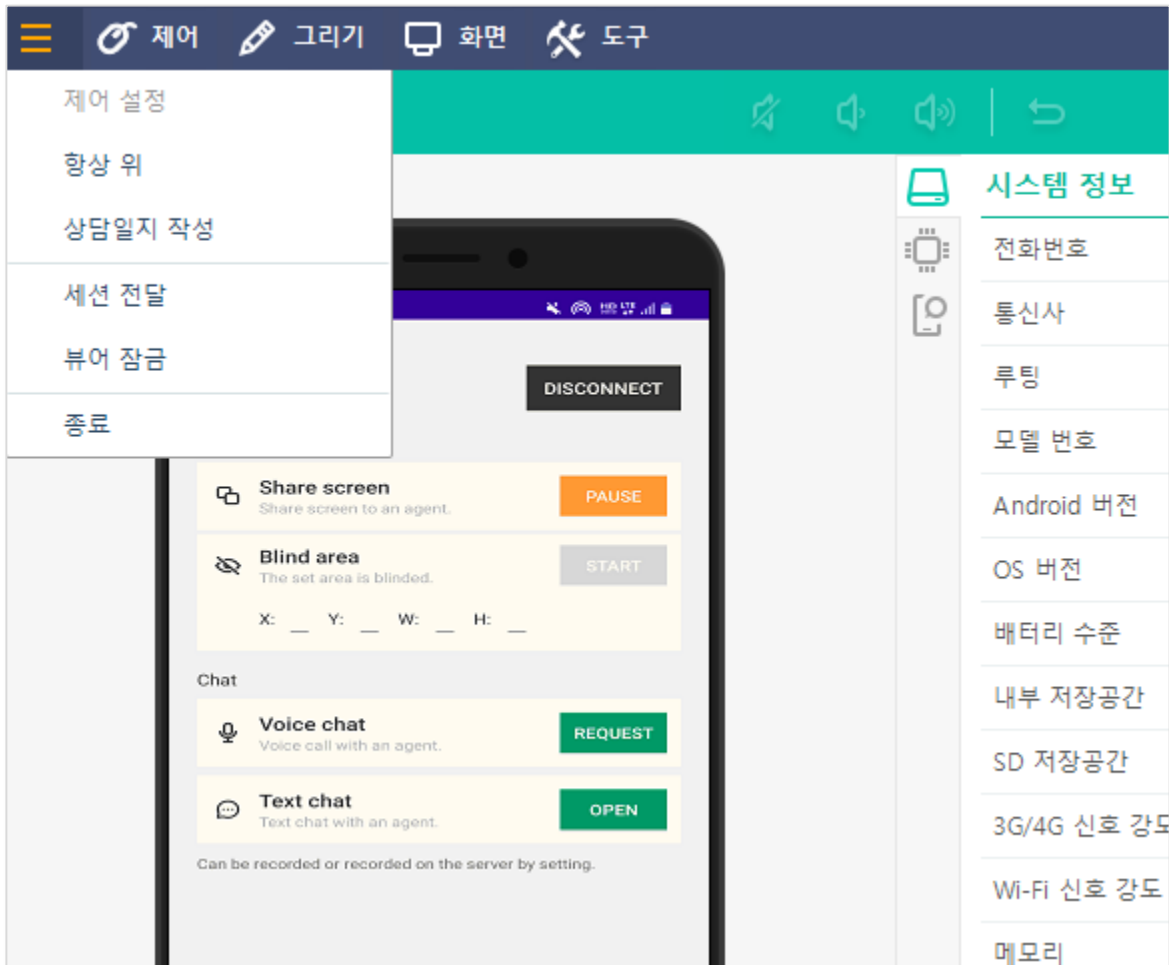 제어 그리기 화면 도구
제어 설정
항상 위
상담일지 작성
세션 전달
뷰어 잠금
종료
DISCONNECT
Share screen
Share screen to an agent.
PAUSE
Blind area
The set area is blinded.
START
X: __ Y: __ W: __ H: __
Chat
Voice chat
Voice call with an agent.
REQUEST
Text chat
Text chat with an agent.
OPEN
Can be recorded or recorded on the server by setting.
시스템 정보
전화번호
통신사
루팅
모델 번호
Android 버전
OS 버전
배터리 수준
내부 저장공간
SD 저장공간
3G/4G 신호 강도
Wi-Fi 신호 강도
메모리